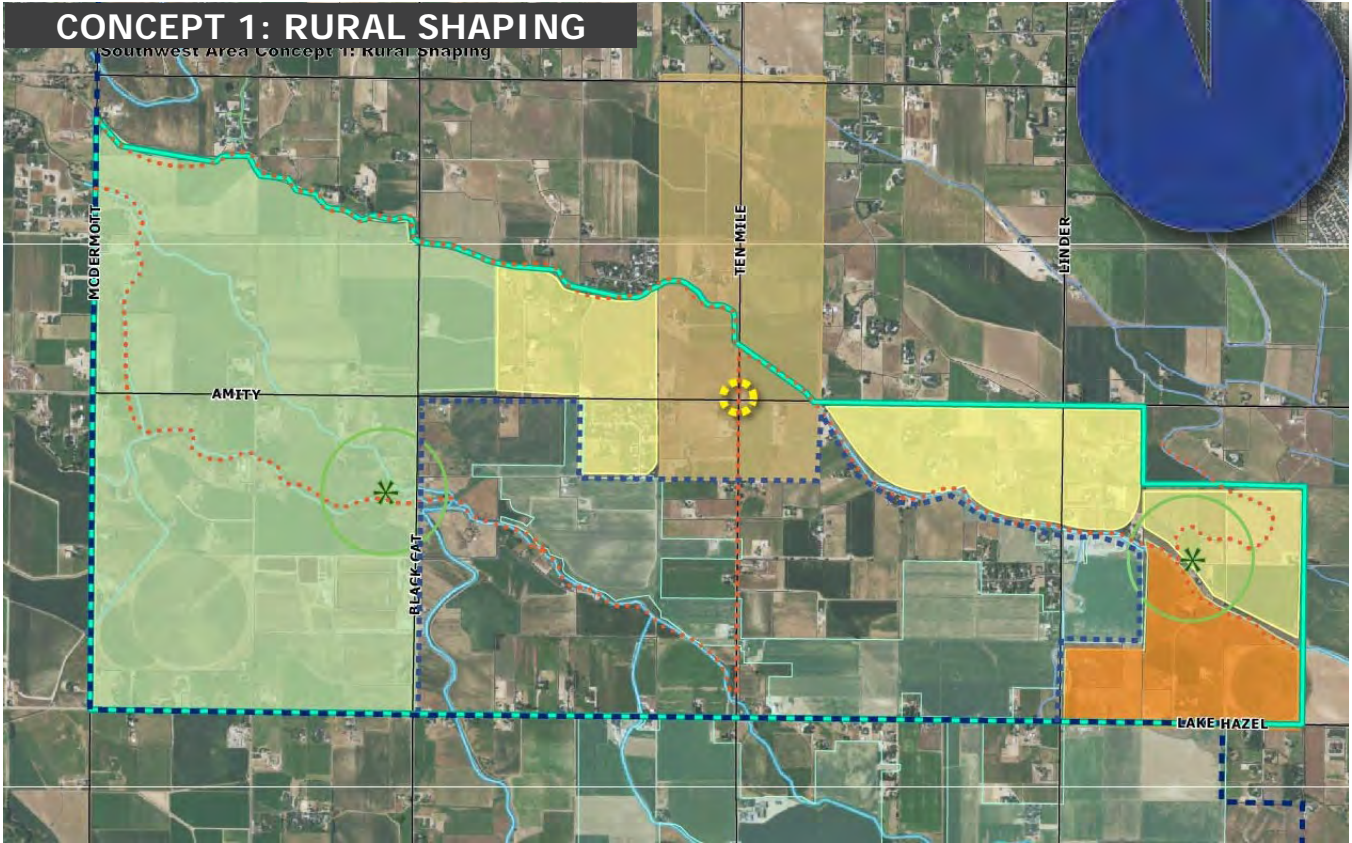 CONCEPT 1: RURAL SHAPING
Southwest Area Concept 1: Rural Shaping
MCDERMOTT
TEN MILE
LINDER
AMITY
BLACK CAT
LAKE HAZEL